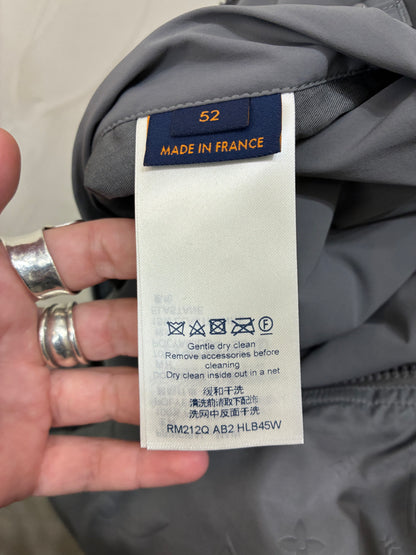 52
MADE IN FRANCE
Gentle dry clean
Remove accessories before
cleaning
Dry clean inside out in a net
缓和干洗
清洗前请取下配饰
洗网中反面干洗
RM212Q AB2 HLB45W